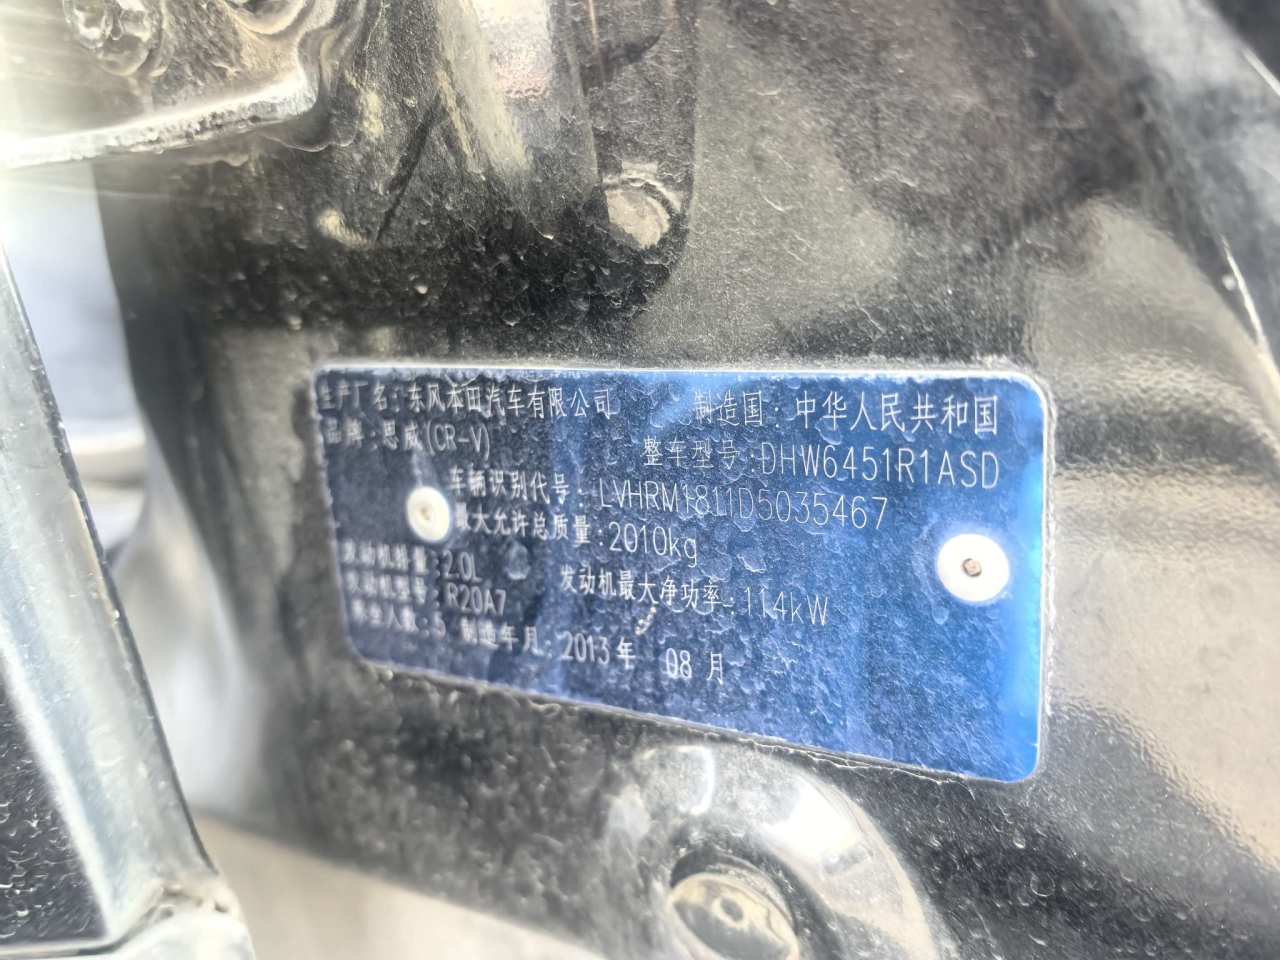 生产厂名:东风本田汽车有限公司 制造国:中华人民共和国
品牌:思威(CR-V) 整车型号:DHW6451R1ASD
车辆识别代号:LVHRM1811D5035467
最大允许总质量:2010kg
发动机排量:2.0L 发动机最大净功率:114kW
发动机型号:R20A7
乘坐人数:5 制造年月:2013年 08月